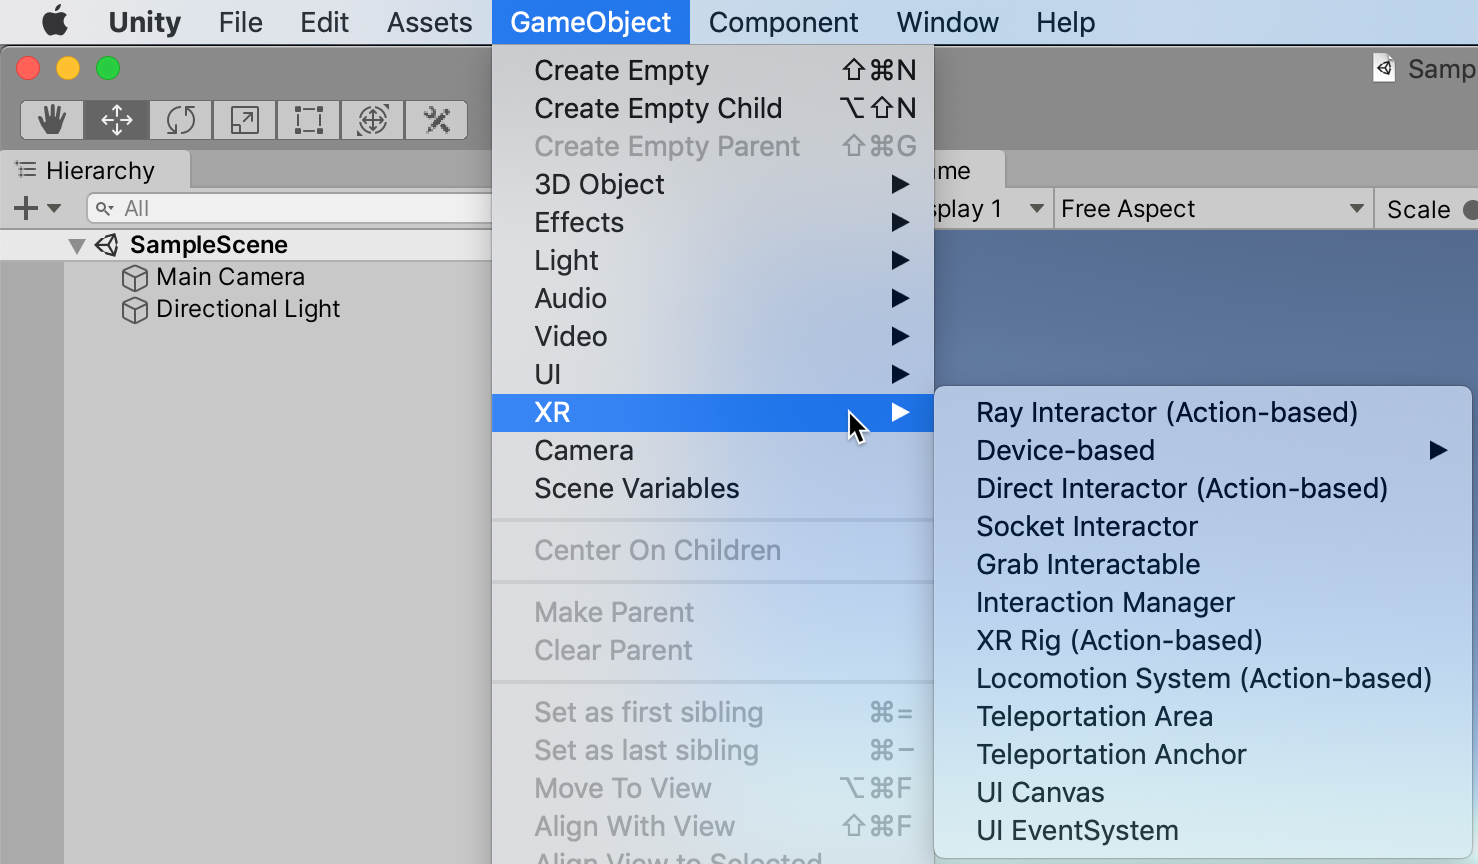 Unity File Edit Assets GameObject Component Window Help
Samp
Hierarchy
All
SampleScene
Main Camera
Directional Light
Create Empty ⇧⌘N
Create Empty Child ⌥⇧N
Create Empty Parent ⇧⌘G
3D Object
Effects
Light
Audio
Video
UI
XR
Camera
Scene Variables
Center On Children
Make Parent
Clear Parent
Set as first sibling ⌘=
Set as last sibling ⌘−
Move To View ⌥⌘F
Align With View ⇧⌘F
Align View to Selected
me
splay 1 Free Aspect Scale
Ray Interactor (Action-based)
Device-based
Direct Interactor (Action-based)
Socket Interactor
Grab Interactable
Interaction Manager
XR Rig (Action-based)
Locomotion System (Action-based)
Teleportation Area
Teleportation Anchor
UI Canvas
UI EventSystem